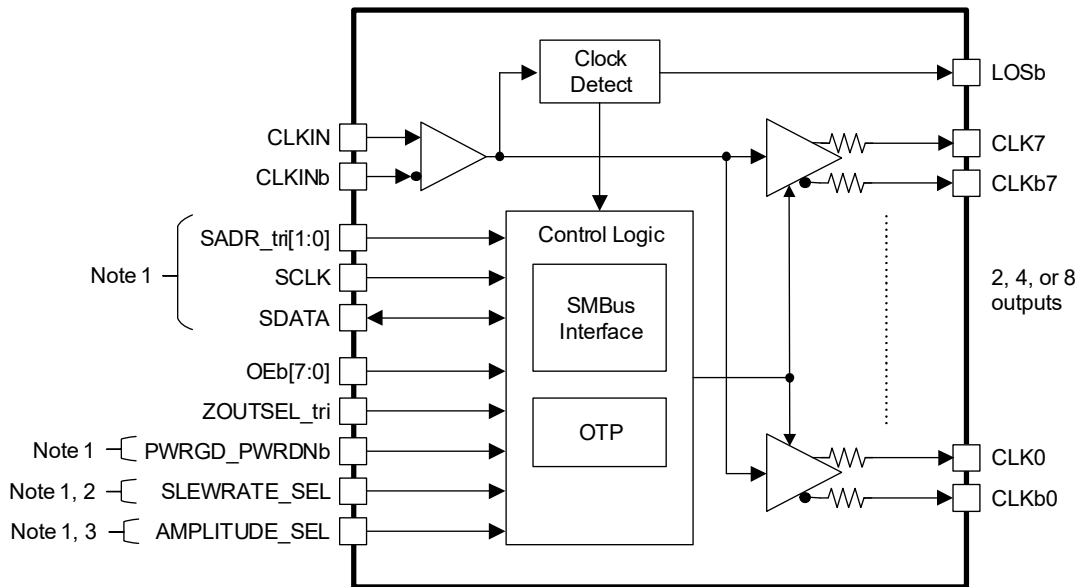 Clock
Detect
LOSb
CLKIN
CLKINb
CLK7
CLKb7
Note 1
SADR_tri[1:0]
SCLK
SDATA
Control Logic
SMBus
Interface
2, 4, or 8
outputs
OEb[7:0]
ZOUTSEL_tri
OTP
Note 1
PWRGD_PWRDNb
Note 1, 2
SLEWRATE_SEL
Note 1, 3
AMPLITUDE_SEL
CLK0
CLKb0